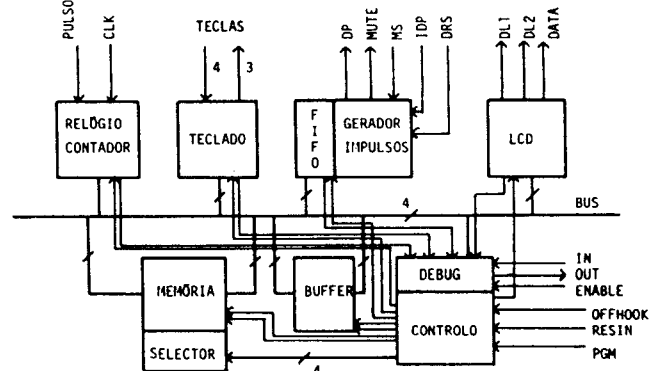 PULSO
CLK
TECLAS
4
3
DP
MUTE
MS
IDP
DRS
DL1
DL2
DATA
RELÓGIO
CONTADOR
TECLADO
FIFO
GERADOR
IMPULSOS
LCD
4
BUS
MEMÓRIA
SELECTOR
BUFFER
DEBUG
CONTROLO
IN
OUT
ENABLE
OFFHOOK
RESIN
PGM
4